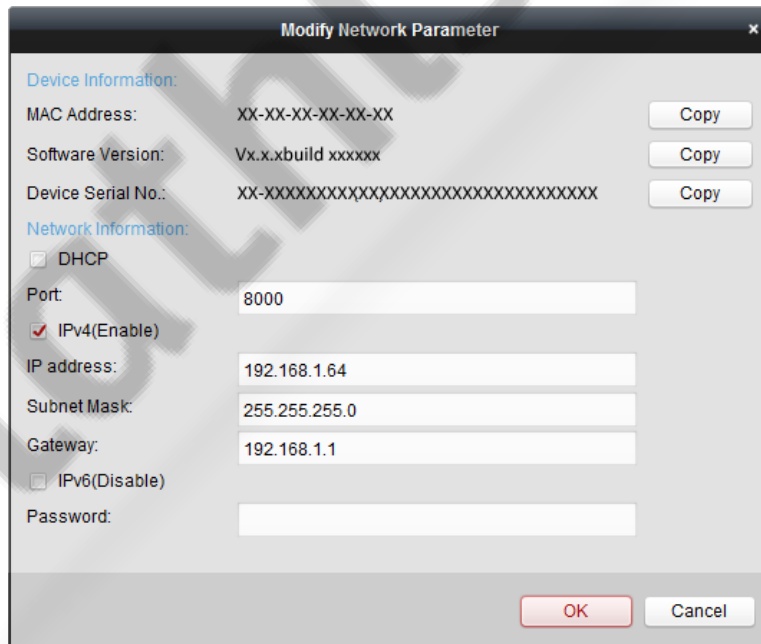 Modify Network Parameter ×
Device Information:
MAC Address: XX-XX-XX-XX-XX-XX Copy
Software Version: Vx.x.xbuild xxxxxx Copy
Device Serial No.: XX-XXXXXXXXXXXXXXXXXXXXXXXXXXXXXXXXX Copy
Network Information:
DHCP
Port: 8000
IPv4(Enable)
IP address: 192.168.1.64
Subnet Mask: 255.255.255.0
Gateway: 192.168.1.1
IPv6(Disable)
Password:
OK Cancel